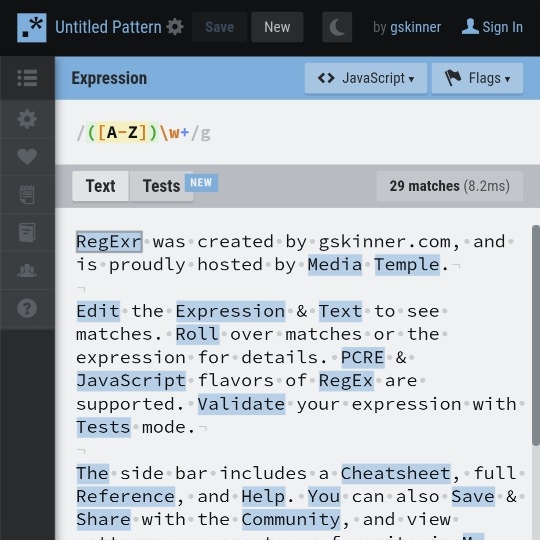 .*
Untitled Pattern
Save
New
by gskinner
Sign In
Expression
<> JavaScript ▾
Flags ▾
/([A-Z])\w+/g
Text
Tests
NEW
29 matches (8.2ms)
RegExr was created by gskinner.com, and
is proudly hosted by Media Temple.
Edit the Expression & Text to see
matches. Roll over matches or the
expression for details. PCRE &
JavaScript flavors of RegEx are
supported. Validate your expression with
Tests mode.
The side bar includes a Cheatsheet, full
Reference, and Help. You can also Save &
Share with the Community, and view